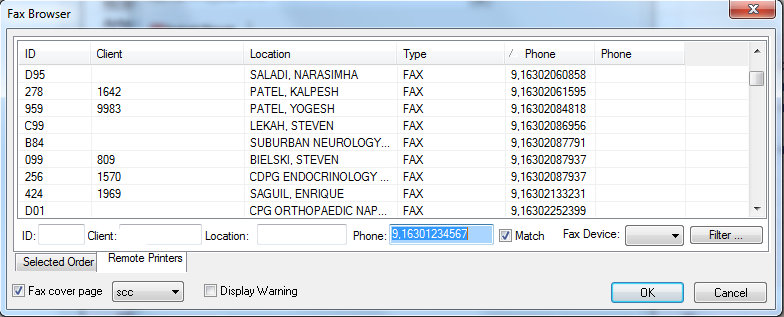 Fax Browser
ID Client Location Type / Phone Phone
D95 SALADI, NARASIMHA FAX 9,16302060858
278 1642 PATEL, KALPESH FAX 9,16302061595
959 9983 PATEL, YOGESH FAX 9,16302084818
C99 LEKAH, STEVEN FAX 9,16302086956
B84 SUBURBAN NEUROLOGY... FAX 9,16302087791
099 809 BIELSKI, STEVEN FAX 9,16302087937
256 1570 CDPG ENDOCRINOLOGY ... FAX 9,16302087937
424 1969 SAGUIL, ENRIQUE FAX 9,16302133231
D01 CPG ORTHOPAEDIC NAP... FAX 9,16302252399
ID: Client: Location: Phone: 9,16301234567 Match Fax Device: Filter ...
Selected Order Remote Printers
Fax cover page scc Display Warning OK Cancel